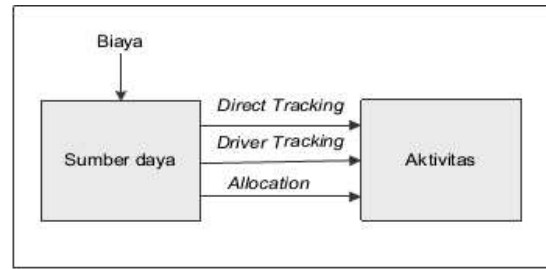 Biaya
Direct Tracking
Driver Tracking
Sumber daya
Aktivitas
Allocation